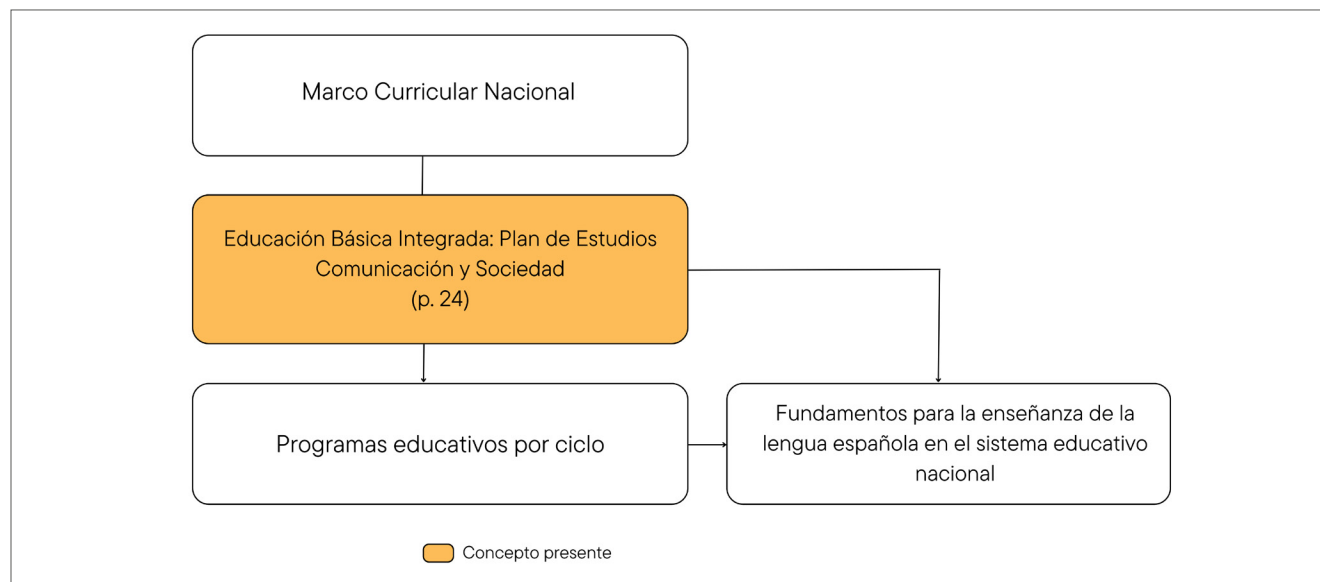 Marco Curricular Nacional
Educación Básica Integrada: Plan de Estudios
Comunicación y Sociedad
(p. 24)
Programas educativos por ciclo
Fundamentos para la enseñanza de la
lengua española en el sistema educativo
nacional
Concepto presente